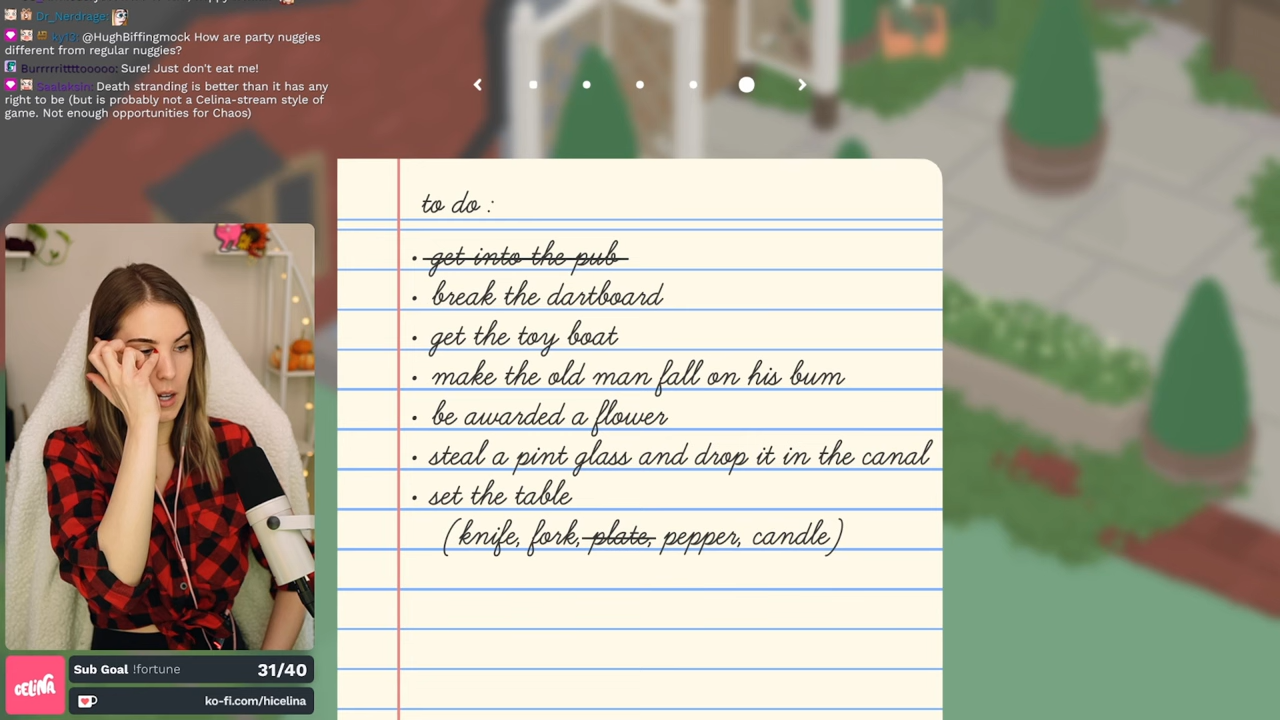 Dr_Nerdrage:
@HughBiffingmock How are party nuggies
different from regular nuggies?
Burrrrrittttooooo: Sure! Just don't eat me!
Death stranding is better than it has any
right to be (but is probably not a Celina-stream style of
game. Not enough opportunities for Chaos)
to do :
• get into the pub
• break the dartboard
• get the toy boat
• make the old man fall on his bum
• be awarded a flower
• steal a pint glass and drop it in the canal
• set the table
(knife, fork, plate, pepper, candle)
CELINA
Sub Goal !fortune 31/40
ko-fi.com/hicelina